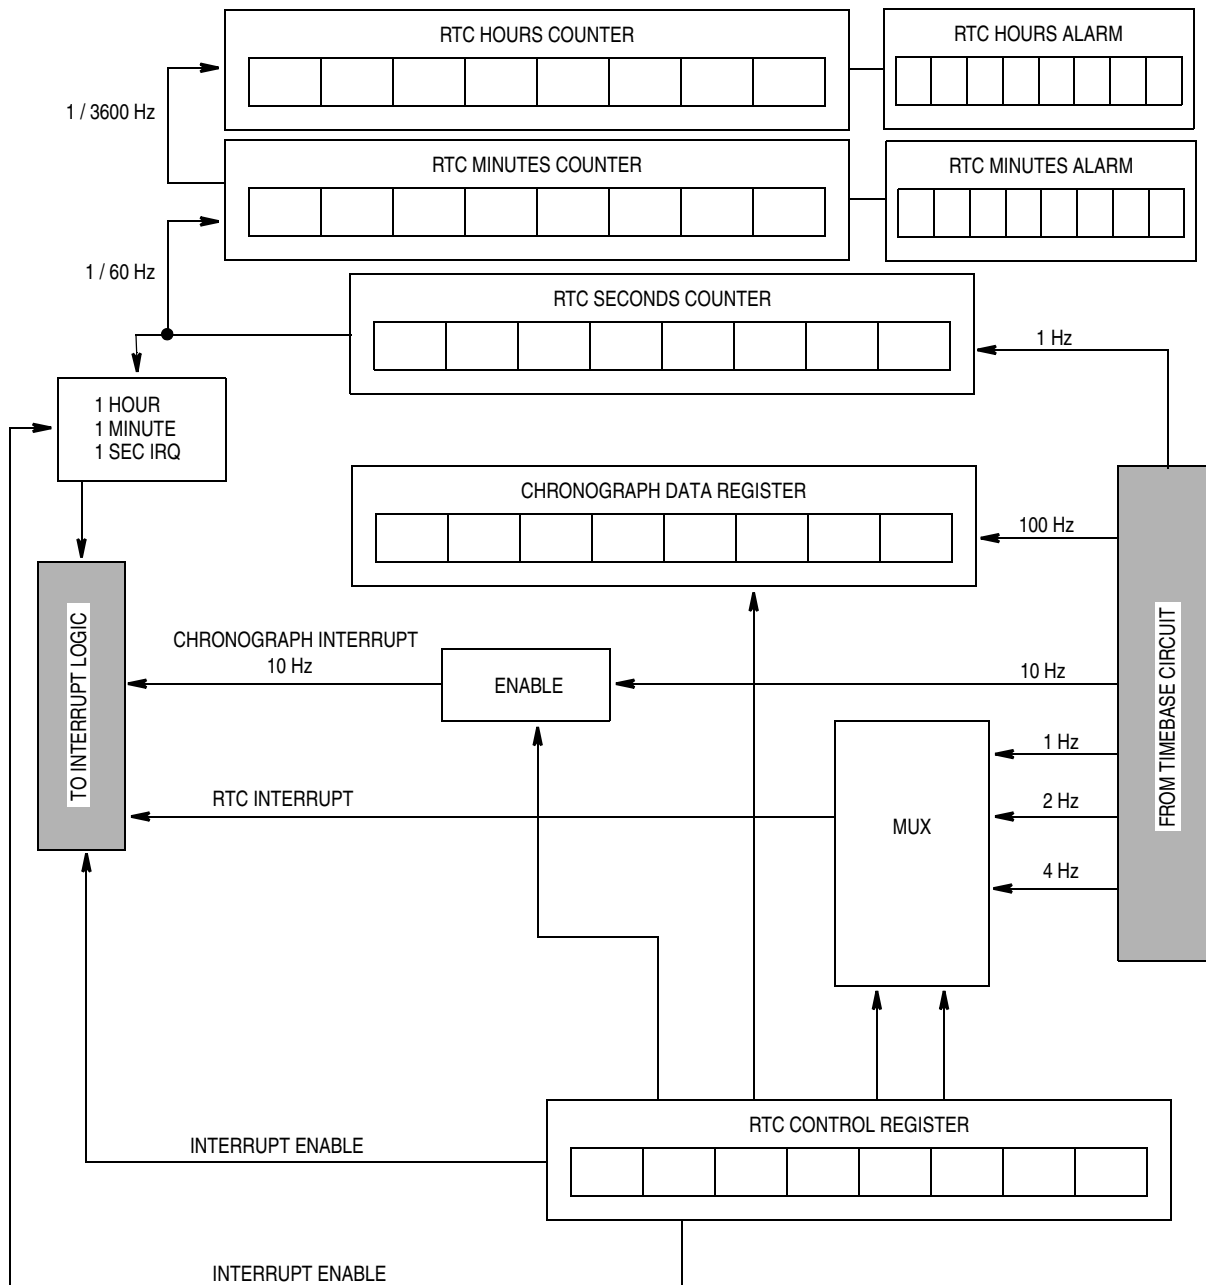 RTC HOURS COUNTER
RTC HOURS ALARM
1 / 3600 Hz
RTC MINUTES COUNTER
RTC MINUTES ALARM
1 / 60 Hz
RTC SECONDS COUNTER
1 Hz
1 HOUR
1 MINUTE
1 SEC IRQ
CHRONOGRAPH DATA REGISTER
100 Hz
CHRONOGRAPH INTERRUPT
10 Hz
ENABLE
10 Hz
TO INTERRUPT LOGIC
FROM TIMEBASE CIRCUIT
1 Hz
RTC INTERRUPT
2 Hz
MUX
4 Hz
RTC CONTROL REGISTER
INTERRUPT ENABLE
INTERRUPT ENABLE